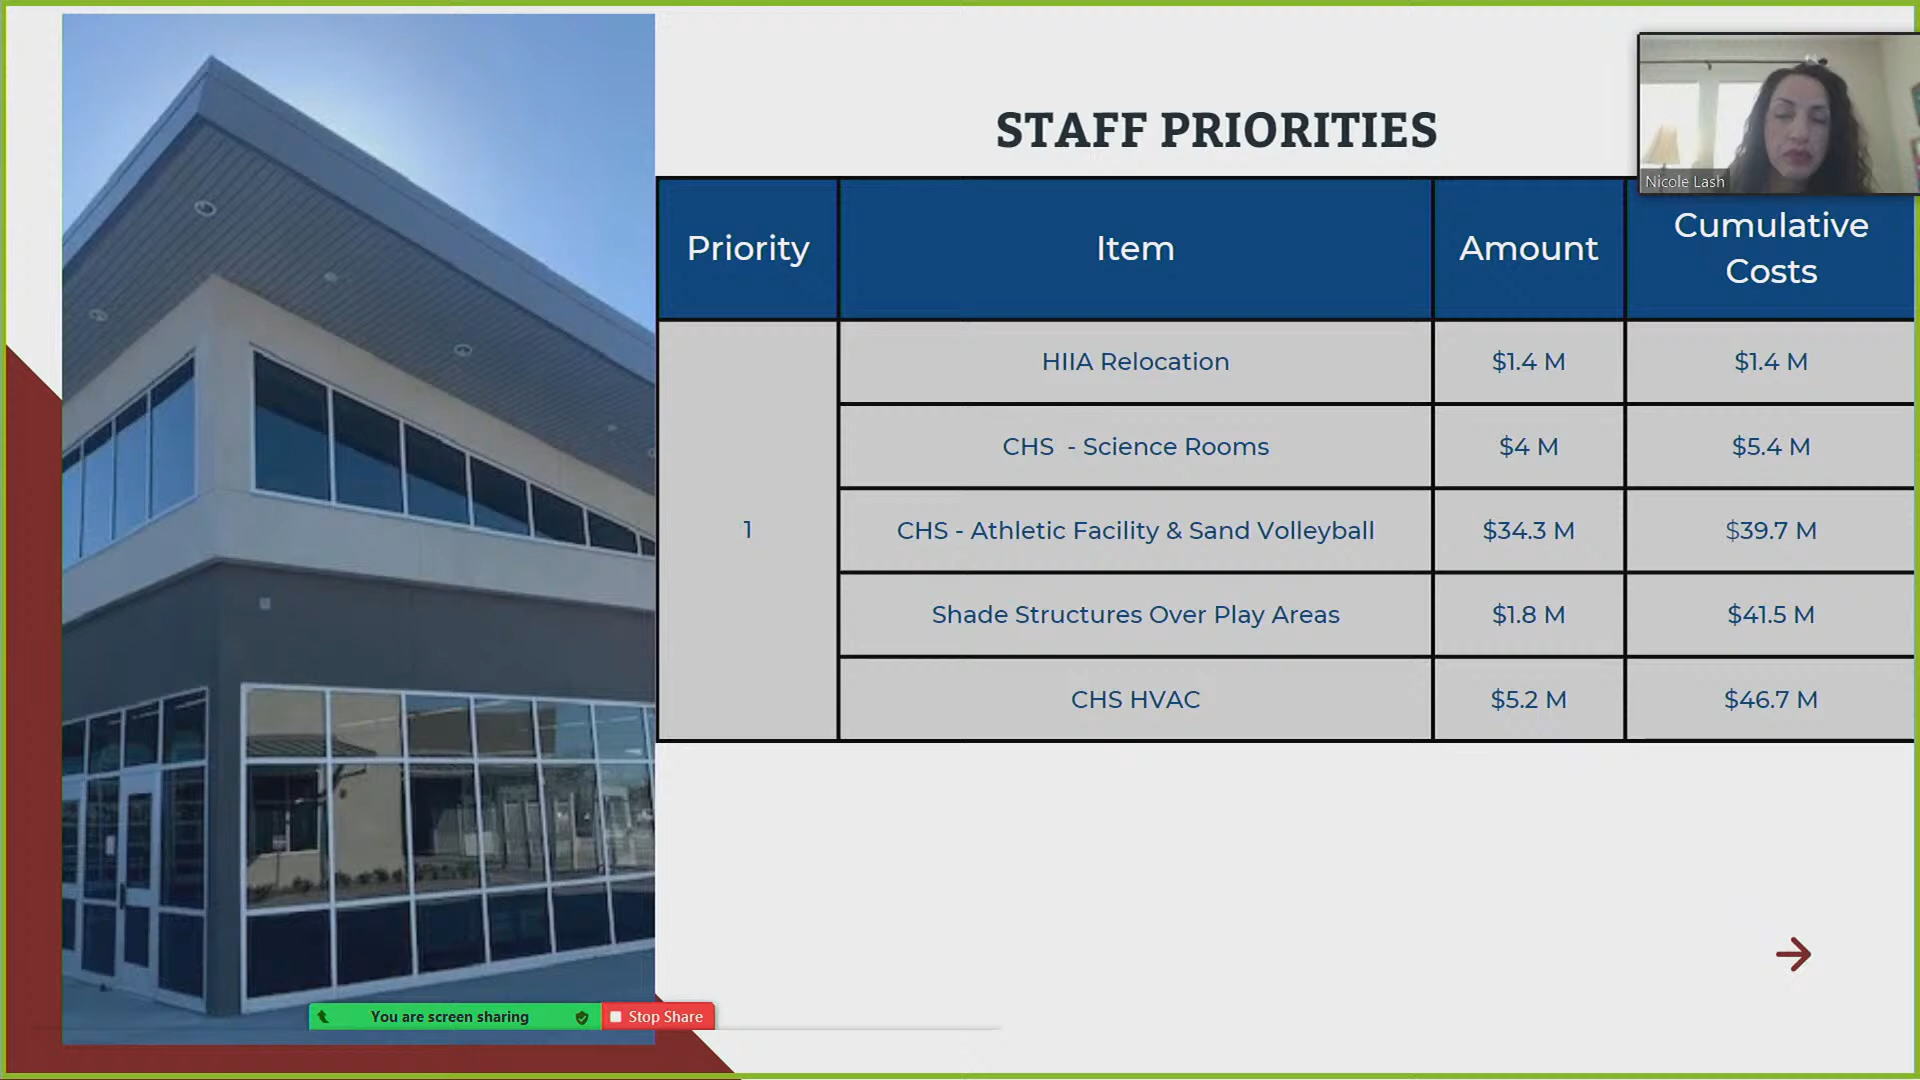 STAFF PRIORITIES
Nicole Lash
Priority
Item
Amount
Cumulative
Costs
1
HIIA Relocation
$1.4 M
$1.4 M
CHS - Science Rooms
$4 M
$5.4 M
CHS - Athletic Facility & Sand Volleyball
$34.3 M
$39.7 M
Shade Structures Over Play Areas
$1.8 M
$41.5 M
CHS HVAC
$5.2 M
$46.7 M
You are screen sharing
Stop Share